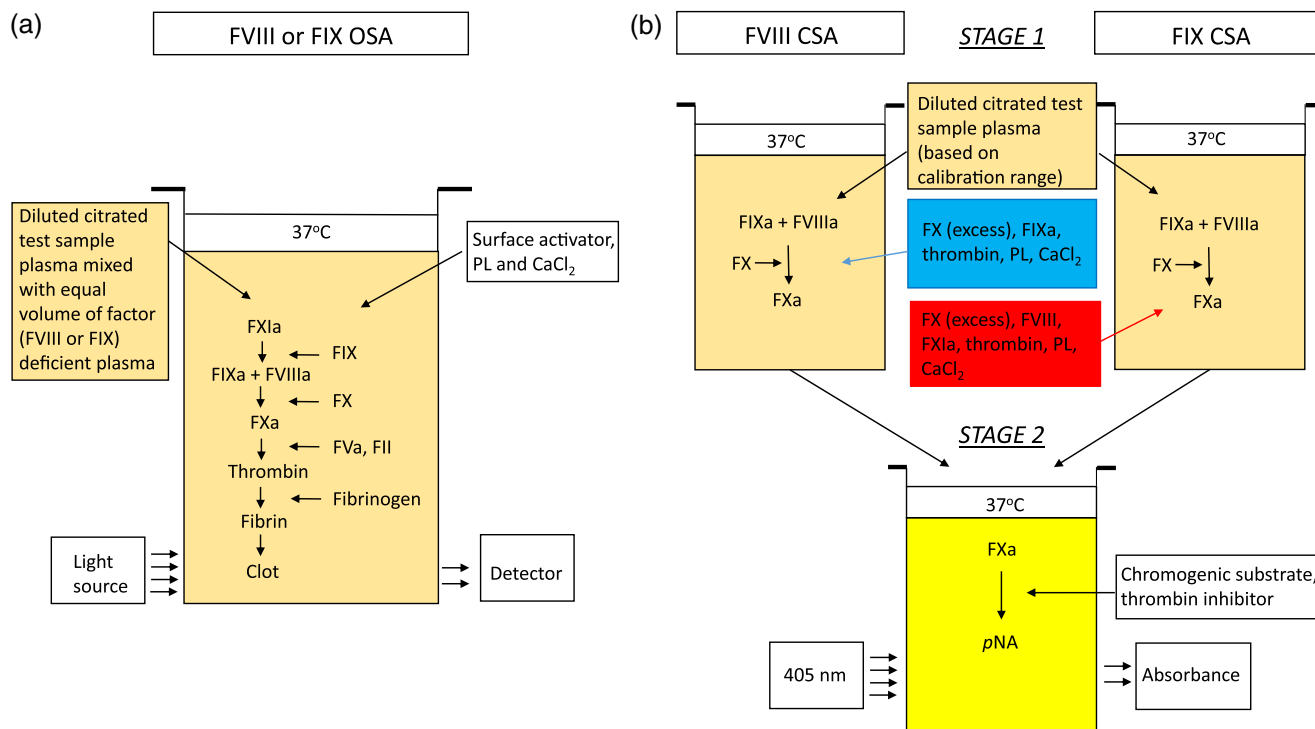 (a)
FVIII or FIX OSA
Diluted citrated
test sample
plasma mixed
with equal
volume of factor
(FVIII or FIX)
deficient plasma
37°C
Surface activator,
PL and CaCl₂
FXIa
FIX
FIXa + FVIIIa
FX
FXa
FVa, FII
Thrombin
Fibrinogen
Fibrin
Clot
Light
source
Detector
(b)
FVIII CSA
STAGE 1
FIX CSA
37°C
Diluted citrated test
sample plasma
(based on
calibration range)
37°C
FIXa + FVIIIa
FX
FXa
FX (excess), FIXa,
thrombin, PL, CaCl₂
FX (excess), FVIII,
FXIa, thrombin, PL,
CaCl₂
FIXa + FVIIIa
FX
FXa
STAGE 2
37°C
FXa
Chromogenic substrate,
thrombin inhibitor
pNA
405 nm
Absorbance